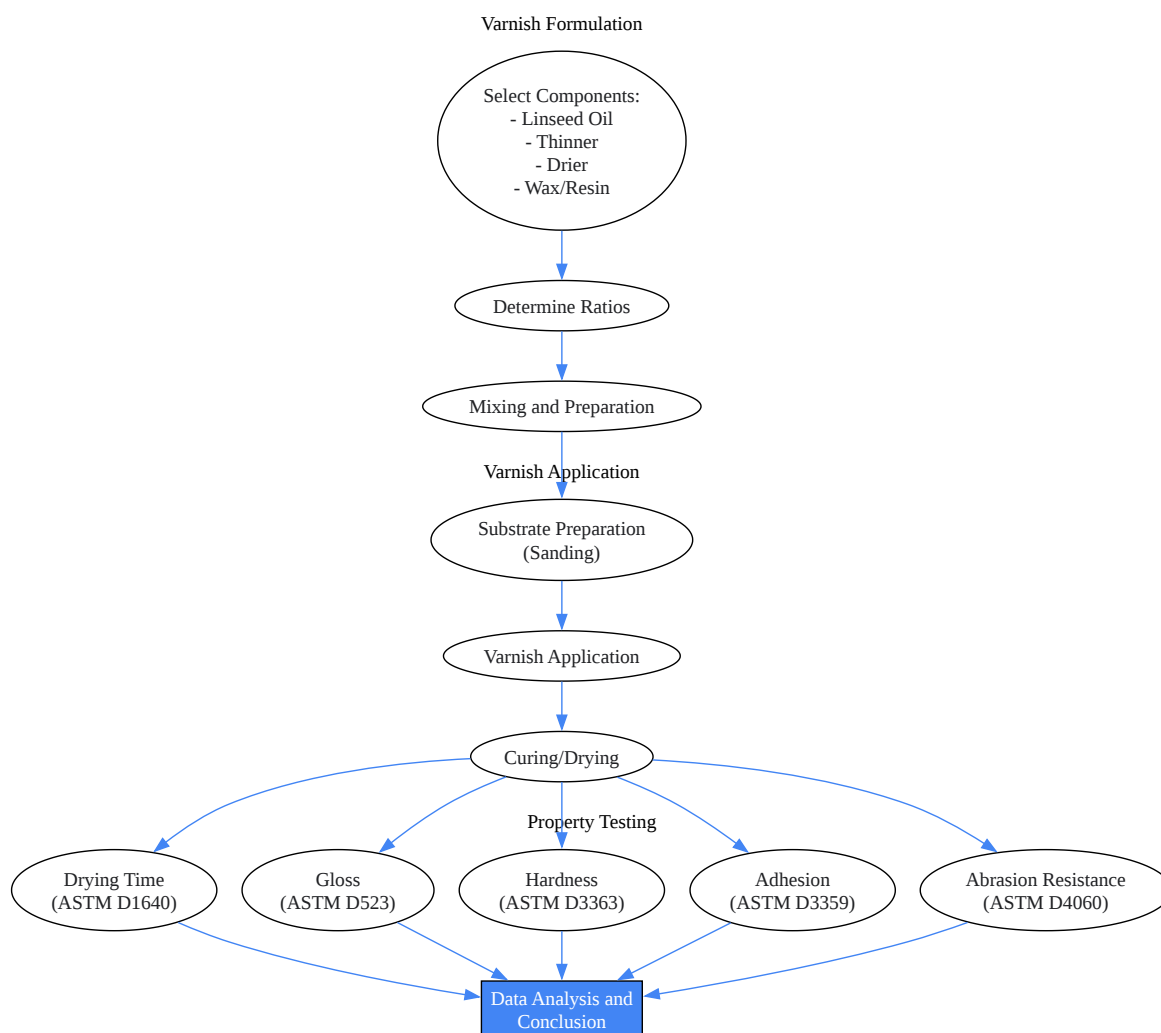 Varnish Formulation
Select Components:
- Linseed Oil
- Thinner
- Drier
- Wax/Resin
Determine Ratios
Mixing and Preparation
Varnish Application
Substrate Preparation
(Sanding)
Varnish Application
Curing/Drying
Property Testing
Drying Time
(ASTM D1640)
Gloss
(ASTM D523)
Hardness
(ASTM D3363)
Adhesion
(ASTM D3359)
Abrasion Resistance
(ASTM D4060)
Data Analysis and
Conclusion